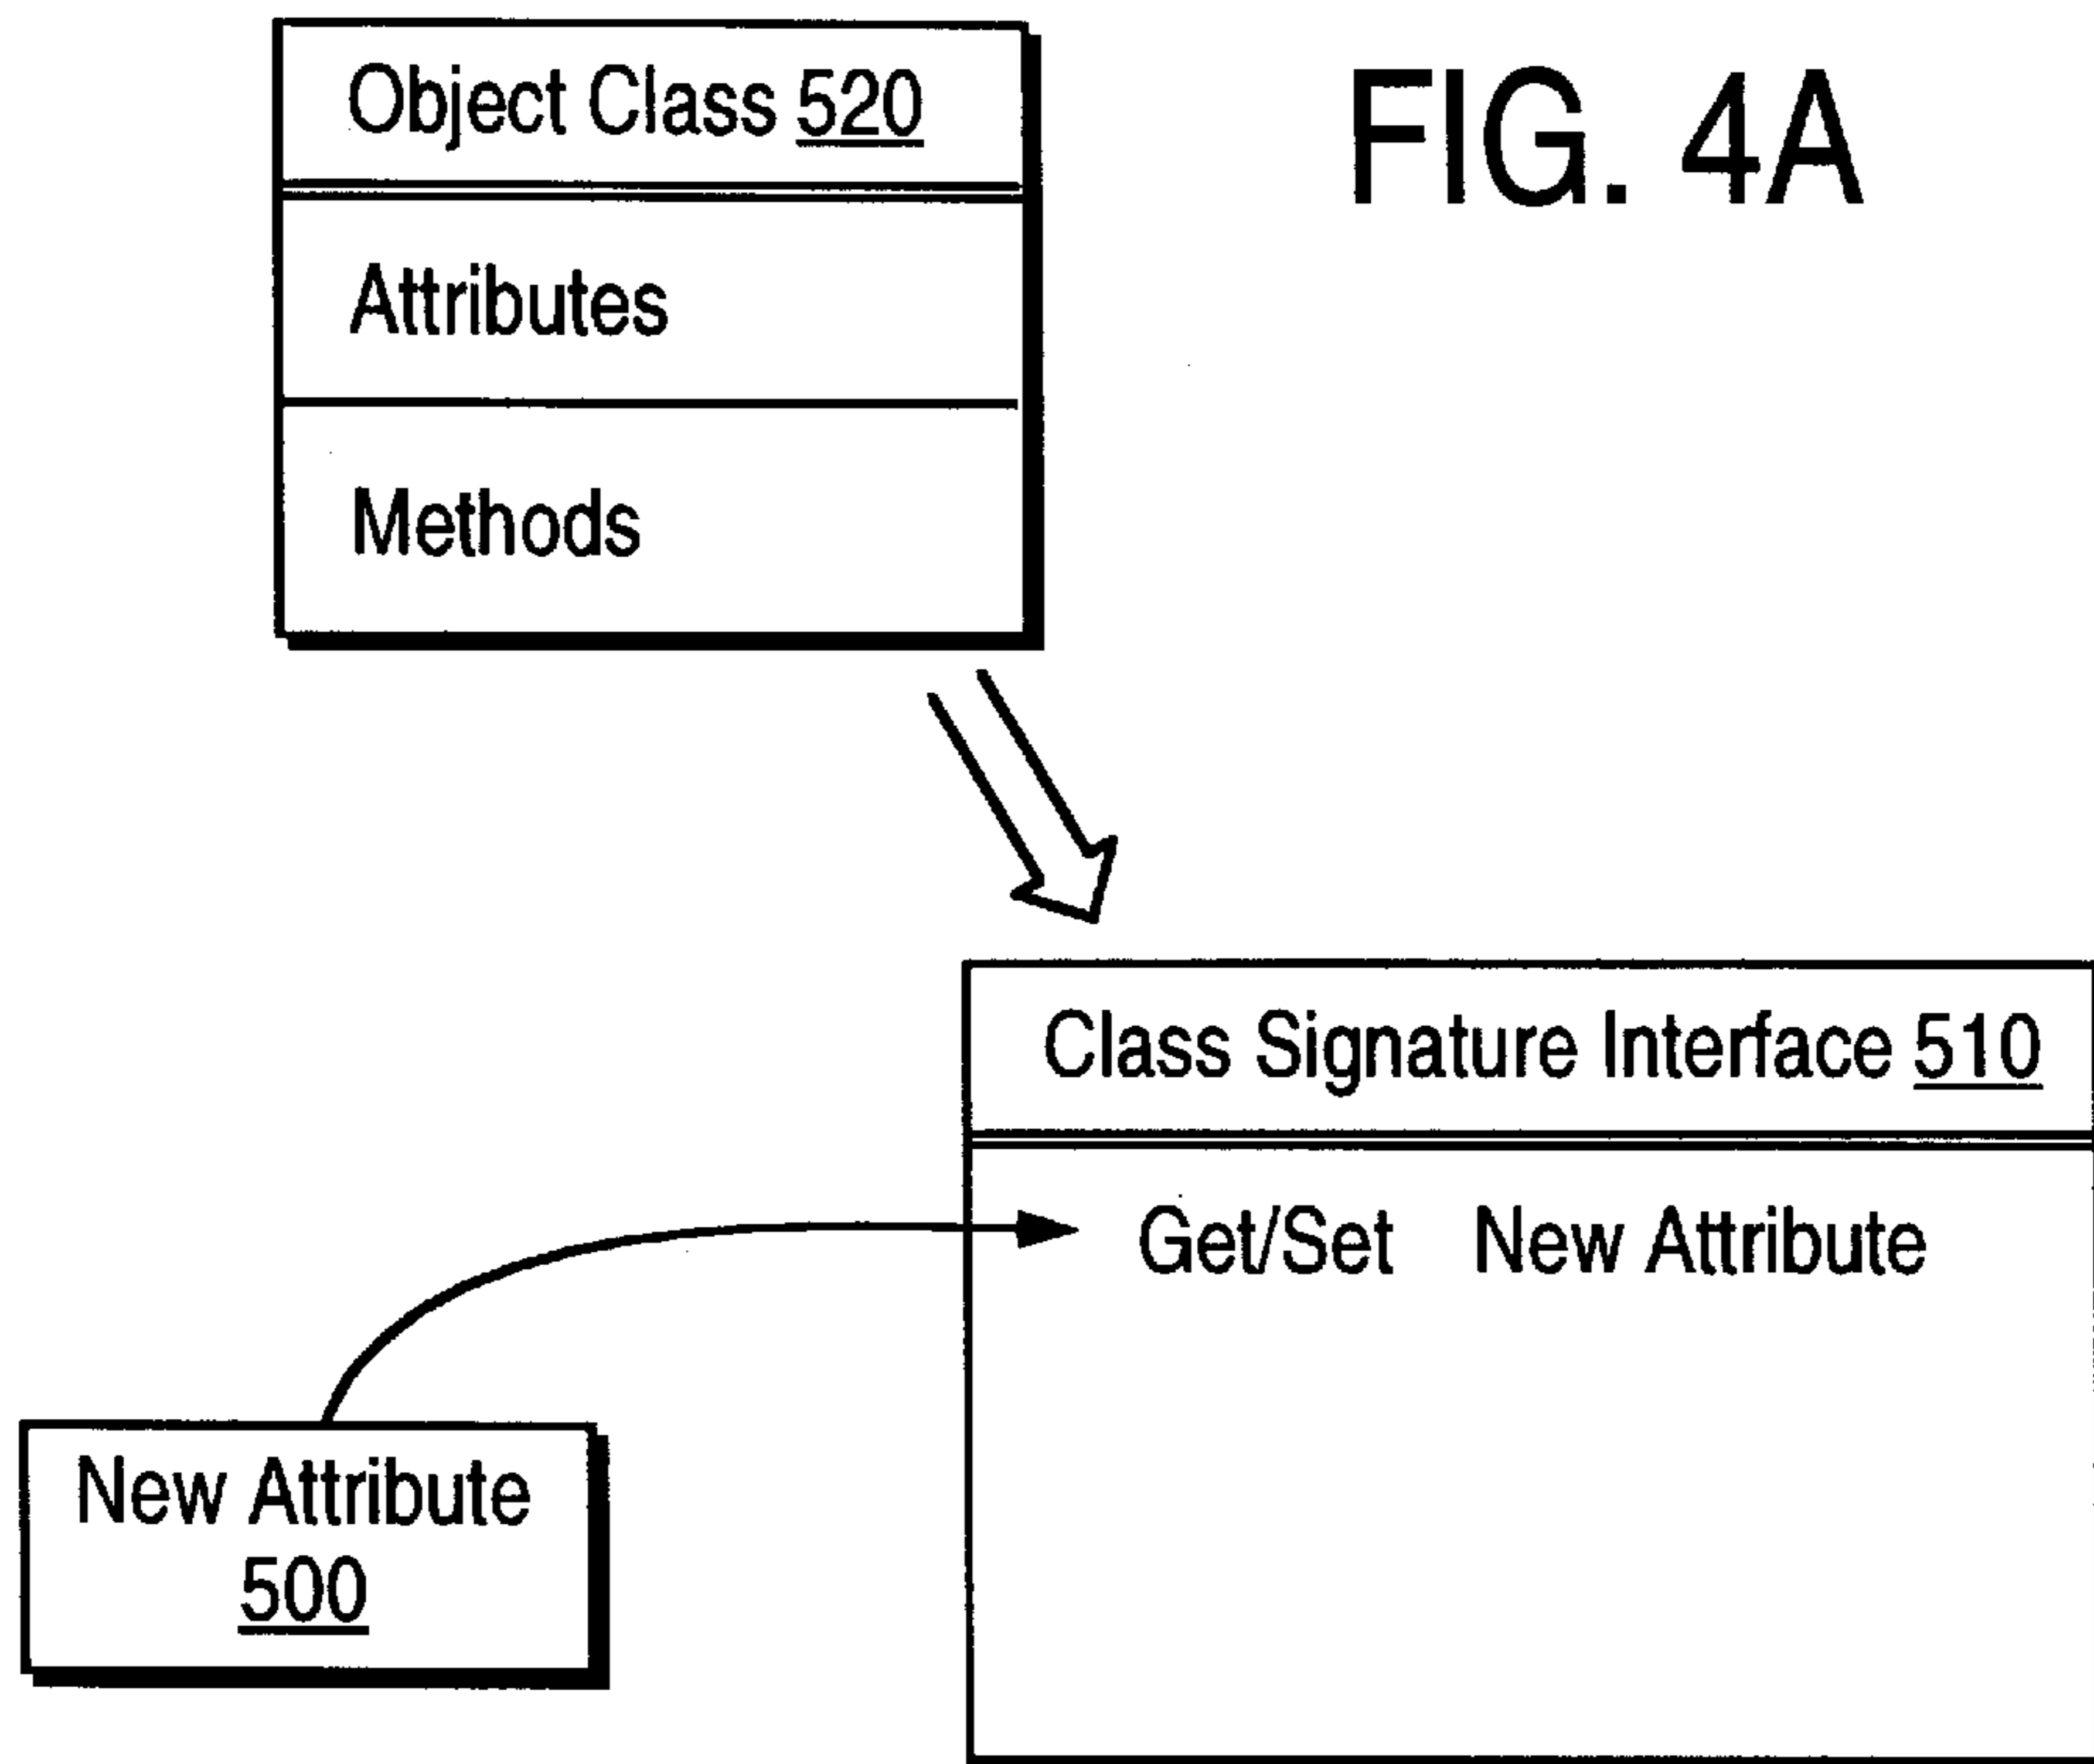 Object Class 520
FIG. 4A
Attributes
Methods
Class Signature Interface 510
Get/Set New Attribute
New Attribute
500